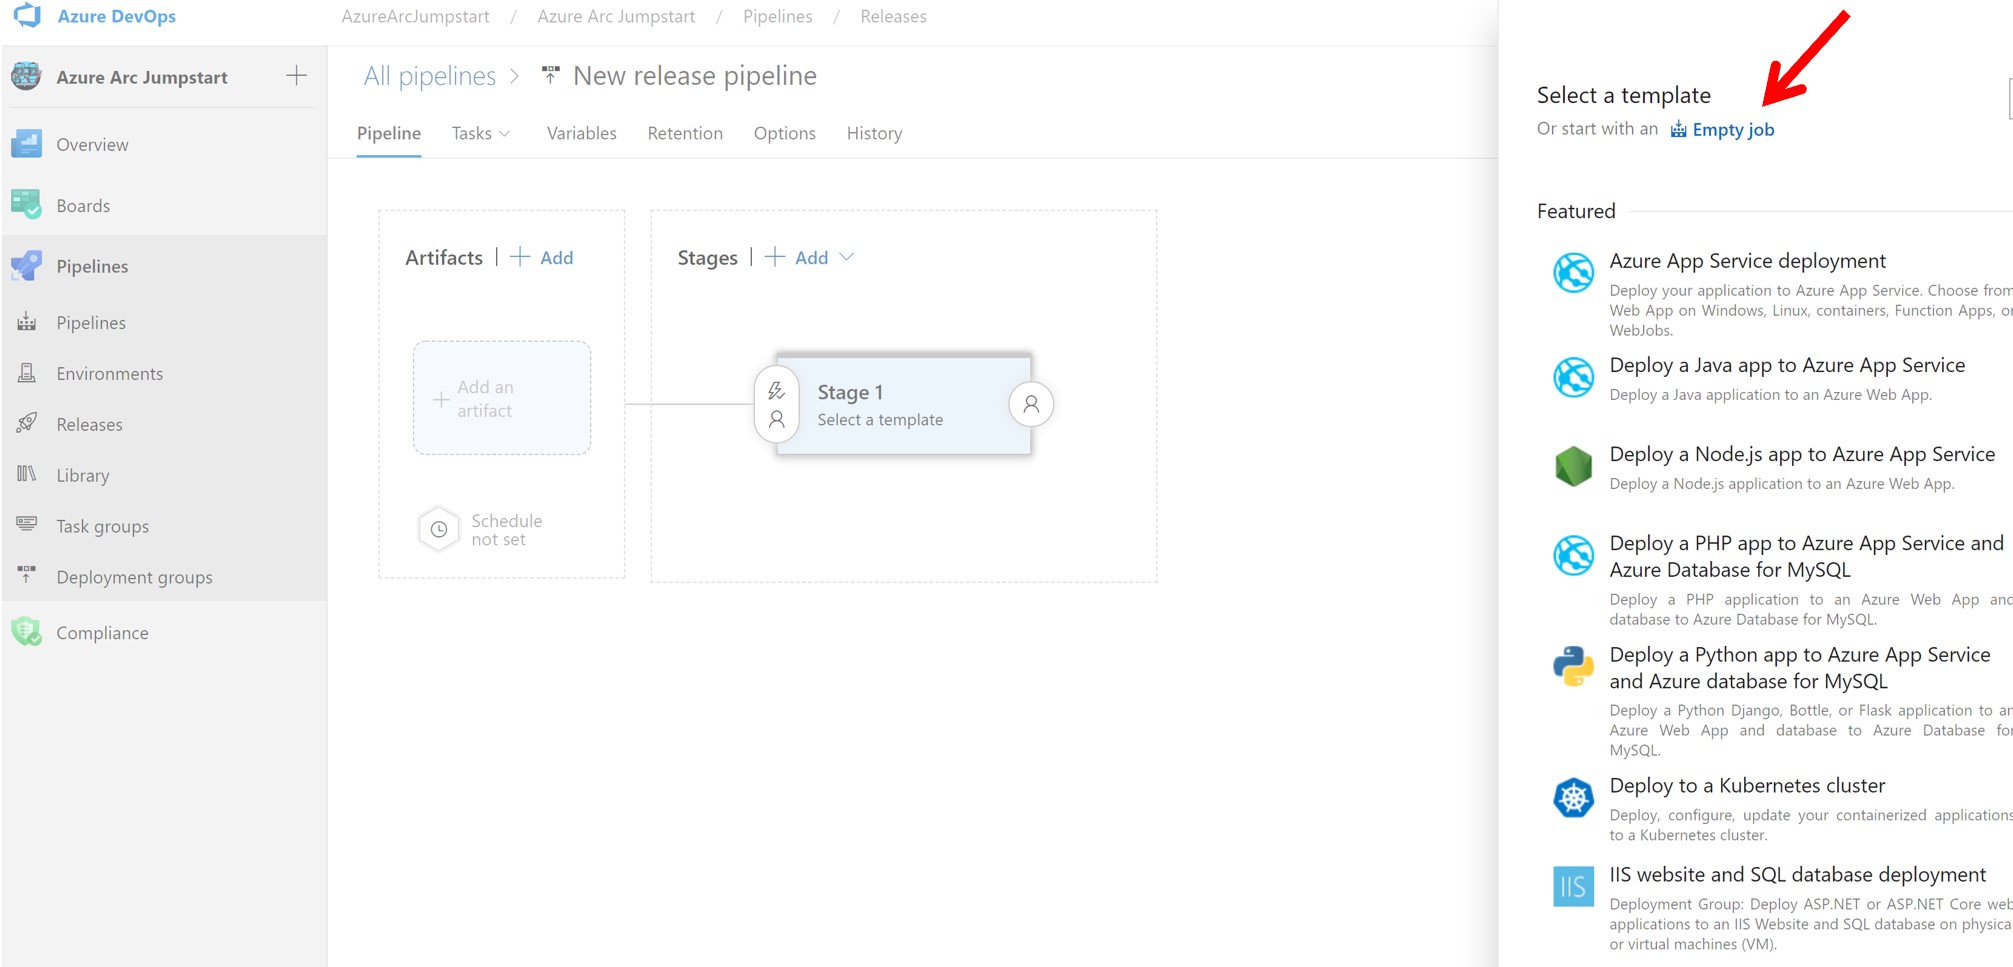 Azure DevOps
AzureArcJumpstart / Azure Arc Jumpstart / Pipelines / Releases
Azure Arc Jumpstart
Overview
Boards
Pipelines
Pipelines
Environments
Releases
Library
Task groups
Deployment groups
Compliance
All pipelines > New release pipeline
Pipeline Tasks Variables Retention Options History
Artifacts | + Add
Add an
artifact
Schedule
not set
Stages | + Add
Stage 1
Select a template
Select a template
Or start with an Empty job
Featured
Azure App Service deployment
Deploy your application to Azure App Service. Choose from
Web App on Windows, Linux, containers, Function Apps, or
WebJobs.
Deploy a Java app to Azure App Service
Deploy a Java application to an Azure Web App.
Deploy a Node.js app to Azure App Service
Deploy a Node.js application to an Azure Web App.
Deploy a PHP app to Azure App Service and
Azure Database for MySQL
Deploy a PHP application to an Azure Web App and
database to Azure Database for MySQL.
Deploy a Python app to Azure App Service
and Azure database for MySQL
Deploy a Python Django, Bottle, or Flask application to an
Azure Web App and database to Azure Database for
MySQL.
Deploy to a Kubernetes cluster
Deploy, configure, update your containerized applications
to a Kubernetes cluster.
IIS
IIS website and SQL database deployment
Deployment Group: Deploy ASP.NET or ASP.NET Core web
applications to an IIS Website and SQL database on physica
or virtual machines (VM).